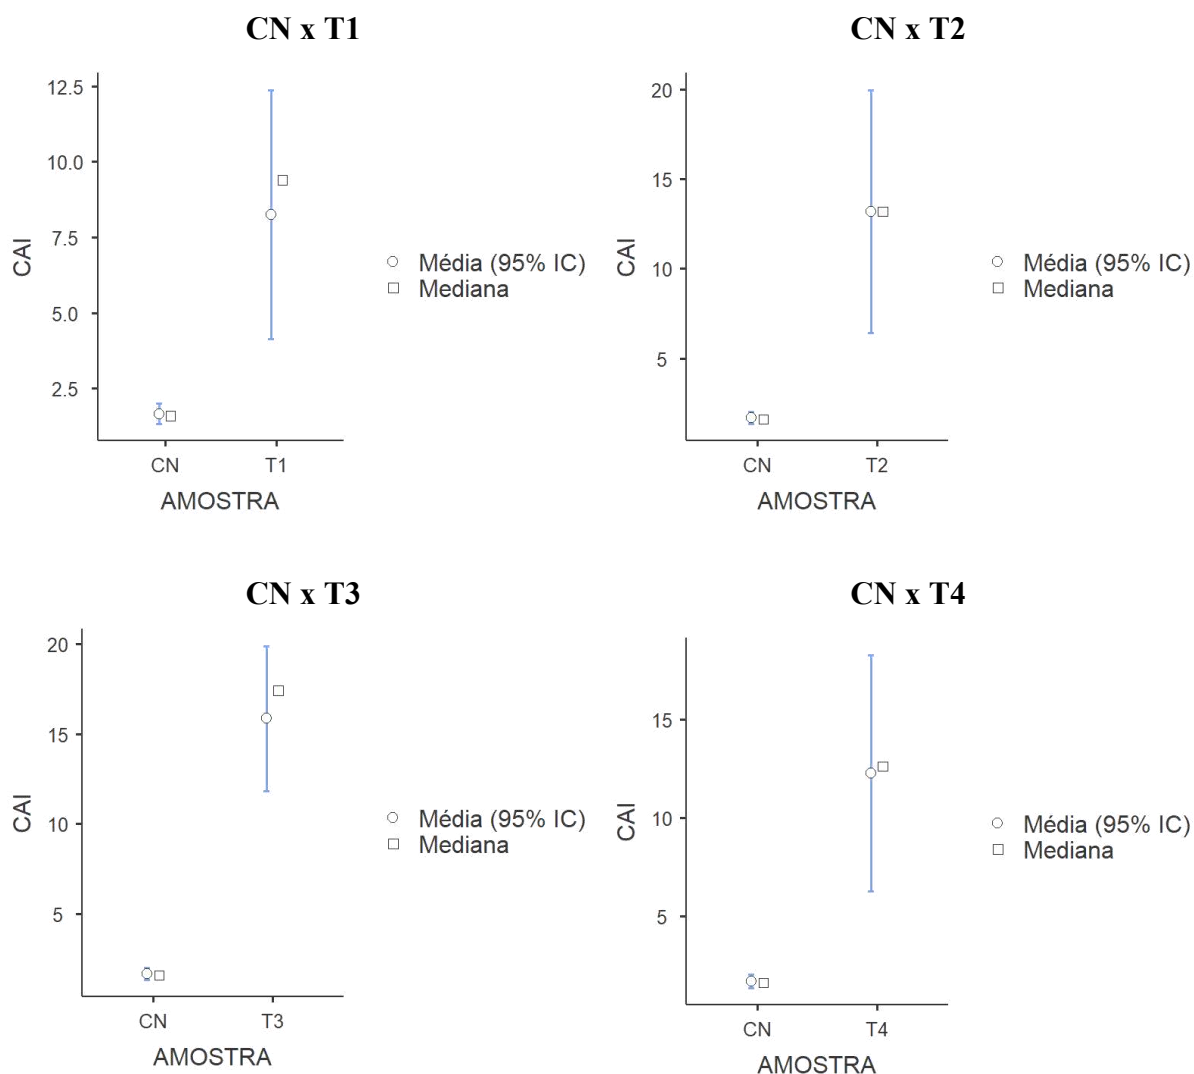 CN x T1
12.5
10.0
7.5
5.0
2.5
CAI
CN
T1
AMOSTRA
Média (95% IC)
Mediana
CN x T2
20
15
10
5
CAI
CN
T2
AMOSTRA
Média (95% IC)
Mediana
CN x T3
20
15
10
5
CAI
CN
T3
AMOSTRA
Média (95% IC)
Mediana
CN x T4
15
10
5
CAI
CN
T4
AMOSTRA
Média (95% IC)
Mediana